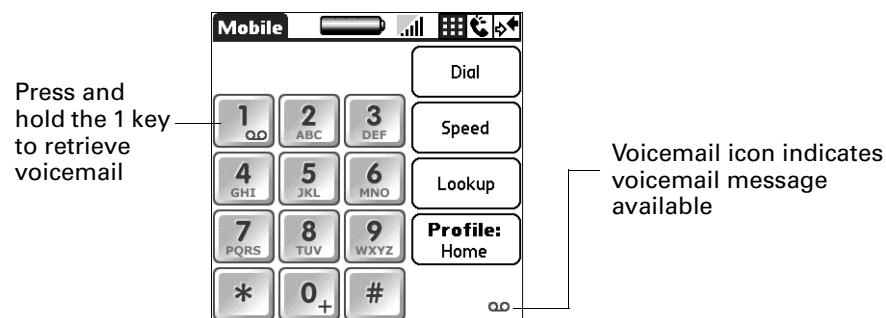 Mobile
Dial
Press and
hold the 1 key
to retrieve
voicemail
1
2 ABC
3 DEF
Speed
4 GHI
5 JKL
6 MNO
Lookup
Voicemail icon indicates
voicemail message
available
7 PQRS
8 TUV
9 WXYZ
Profile:
Home
*
0+
#